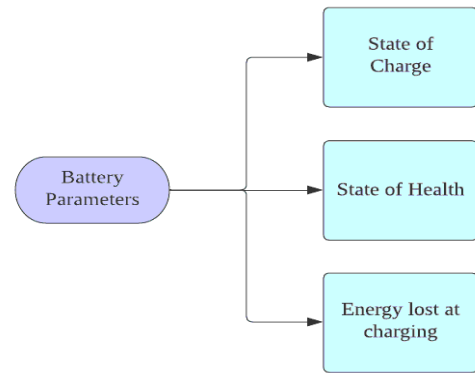 State of
Charge
Battery
Parameters
State of Health
Energy lost at
charging